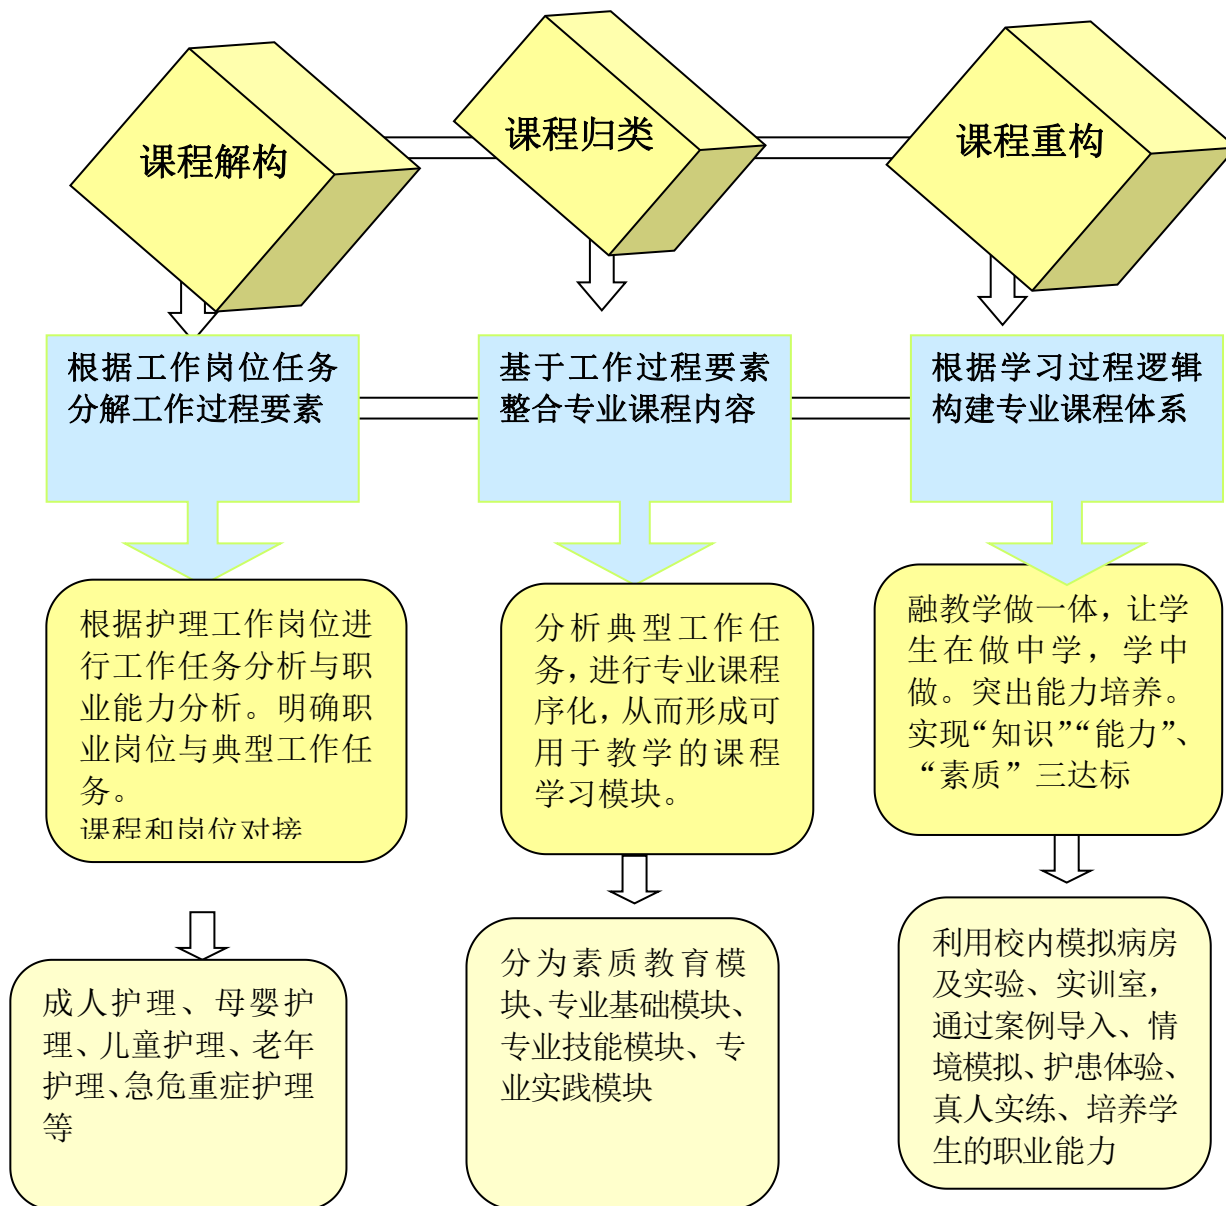 课程解构
课程归类
课程重构
根据工作岗位任务
分解工作过程要素
基于工作过程要素
整合专业课程内容
根据学习过程逻辑
构建专业课程体系
根据护理工作岗位进
行工作任务分析与职
业能力分析。明确职
业岗位与典型工作任
务。
课程和岗位对接
分析典型工作任
务，进行专业课程
序化，从而形成可
用于教学的课程
学习模块。
融教学做一体，让学
生在做中学，学中
做。突出能力培养。
实现“知识”“能力”、
“素质”三达标
成人护理、母婴护
理、儿童护理、老年
护理、急危重症护理
等
分为素质教育模
块、专业基础模块、
专业技能模块、专
业实践模块
利用校内模拟病房
及实验、实训室，
通过案例导入、情
境模拟、护患体验、
真人实练、培养学
生的职业能力